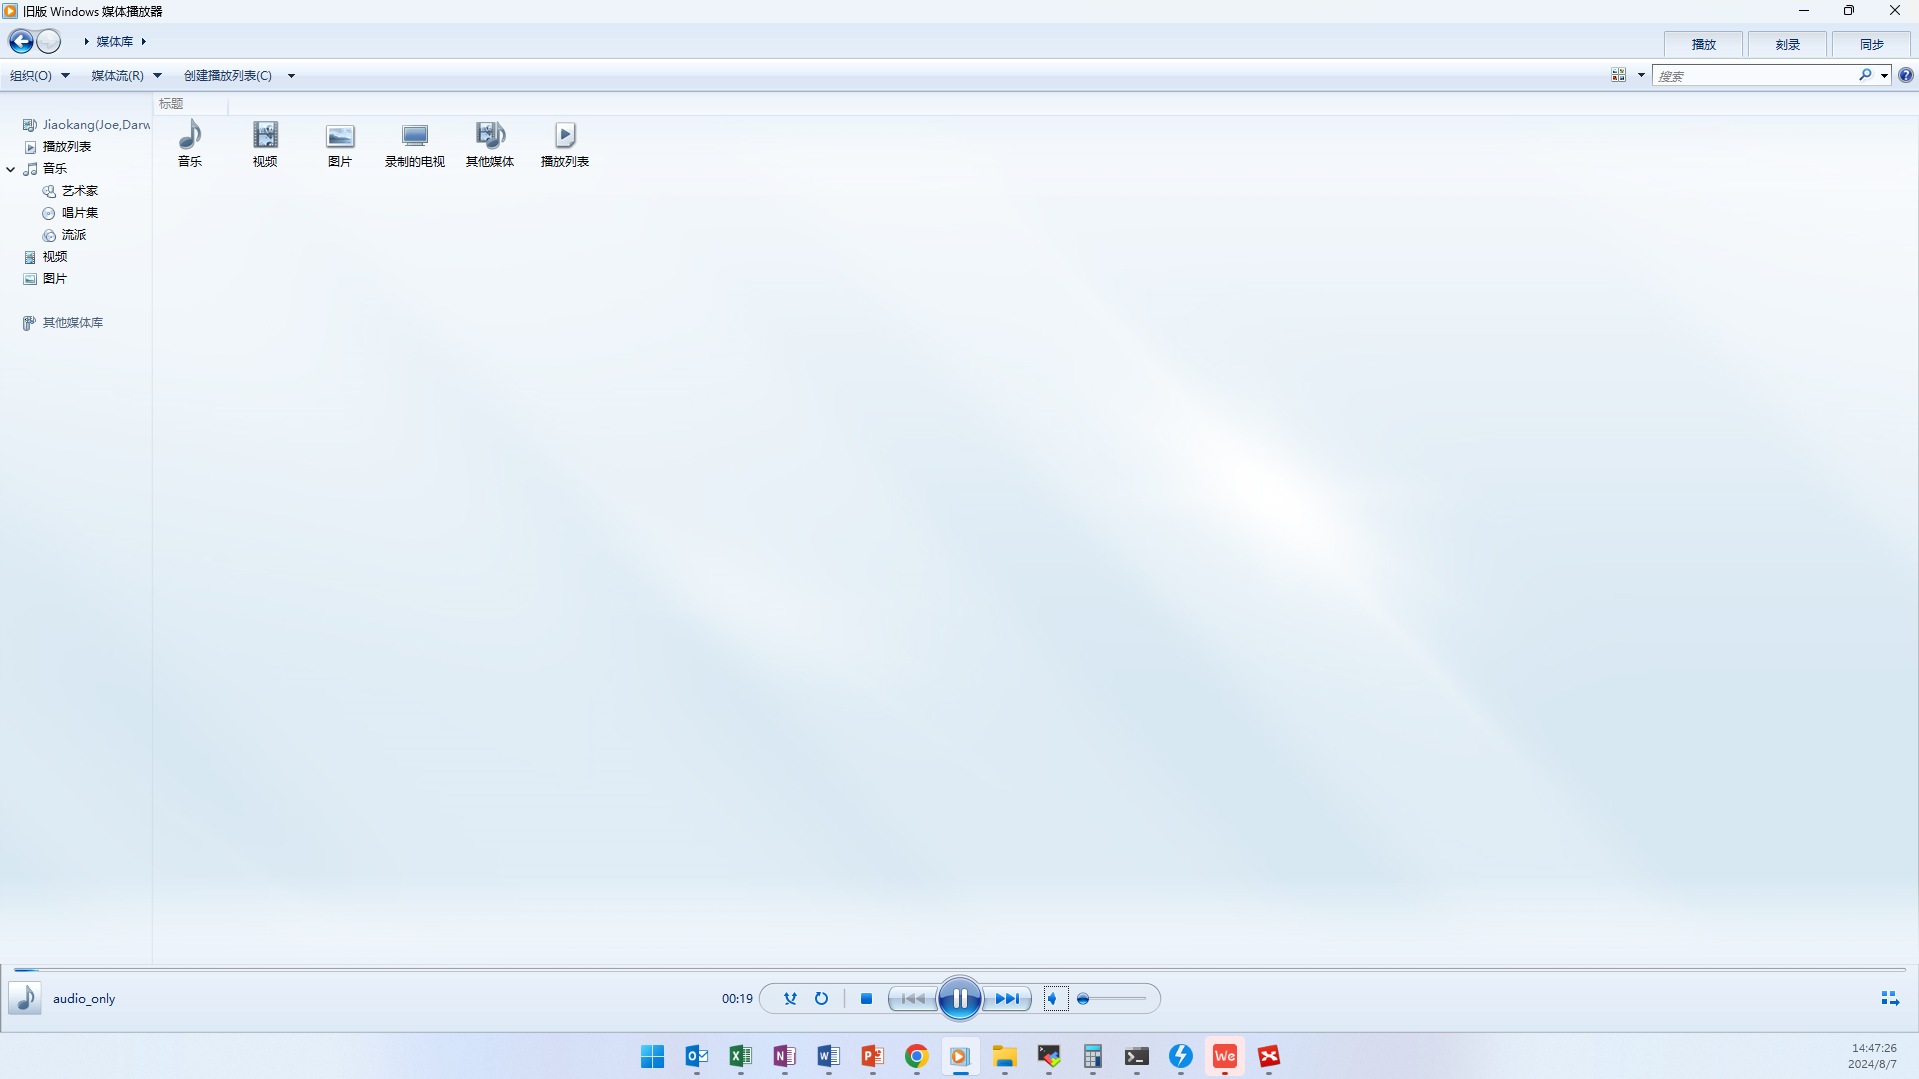 旧版 Windows 媒体播放器
媒体库
播放
刻录
同步
组织(O)
媒体流(R)
创建播放列表(C)
搜索
标题
Jiaokang(Joe,Darw
播放列表
音乐
艺术家
唱片集
流派
视频
图片
其他媒体库
音乐
视频
图片
录制的电视
其他媒体
播放列表
audio_only
00:19
We
14:47:26
2024/8/7